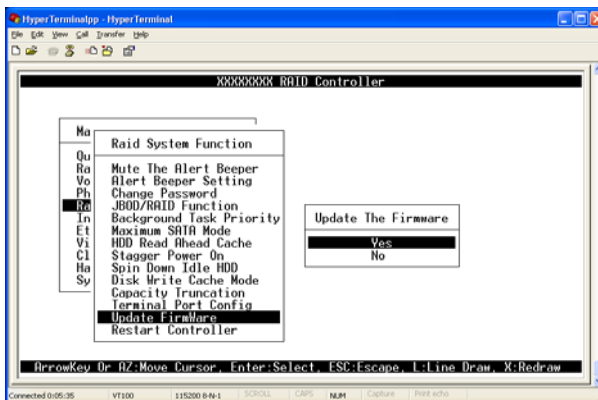 HyperTerminalpp - HyperTerminal
File Edit View Call Transfer Help
XXXXXXXX RAID Controller
Ma
Qu
Ra
Vo
Ph
Ra
In
Et
Vi
Cl
Ha
Sy
Raid System Function
Mute The Alert Beeper
Alert Beeper Setting
Change Password
JBOD/RAID Function
Background Task Priority
Maximum SATA Mode
HDD Read Ahead Cache
Stagger Power On
Spin Down Idle HDD
Disk Write Cache Mode
Capacity Truncation
Terminal Port Config
Update FirmWare
Restart Controller
Update The Firmware
Yes
No
ArrowKey Or AZ:Move Cursor, Enter:Select, ESC:Escape, L:Line Draw, X:Redraw
Connected 0:05:35 VT100 115200 8-N-1 SCROLL CAPS NUM Capture Print echo